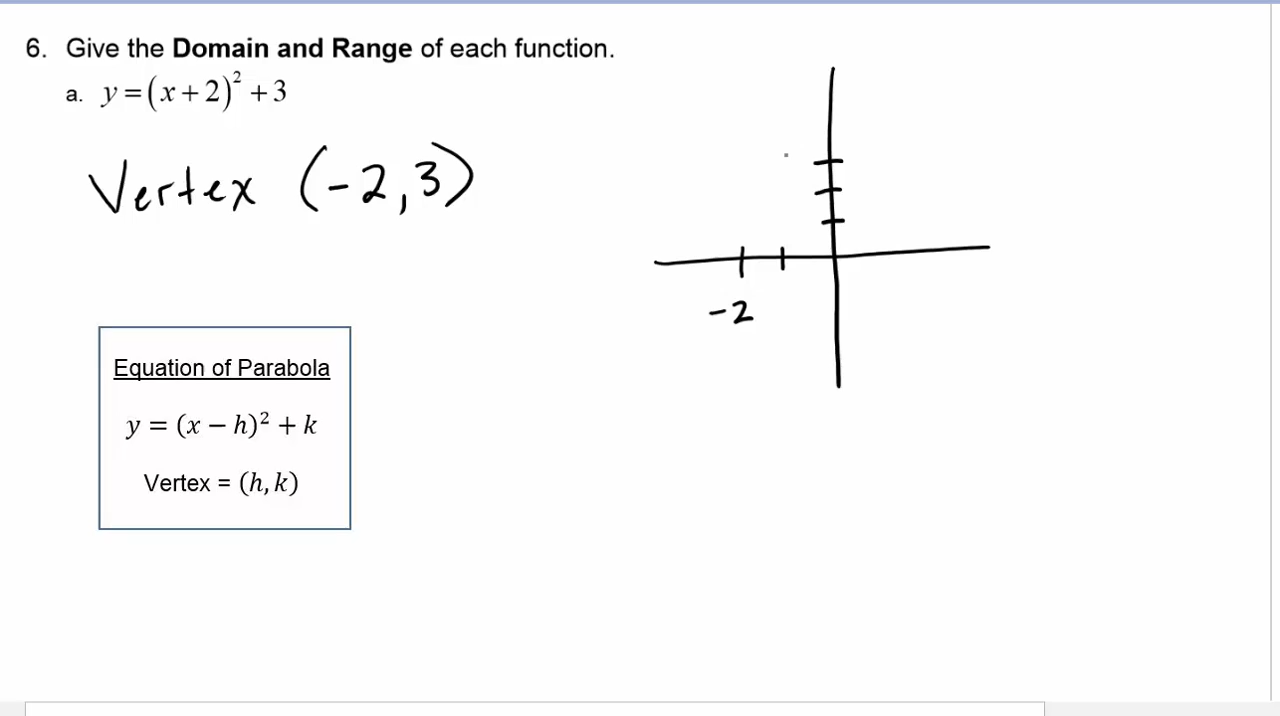 6. Give the Domain and Range of each function.
a. y = (x + 2)² + 3
Vertex (-2, 3)
-2
Equation of Parabola
y = (x − h)² + k
Vertex = (h, k)